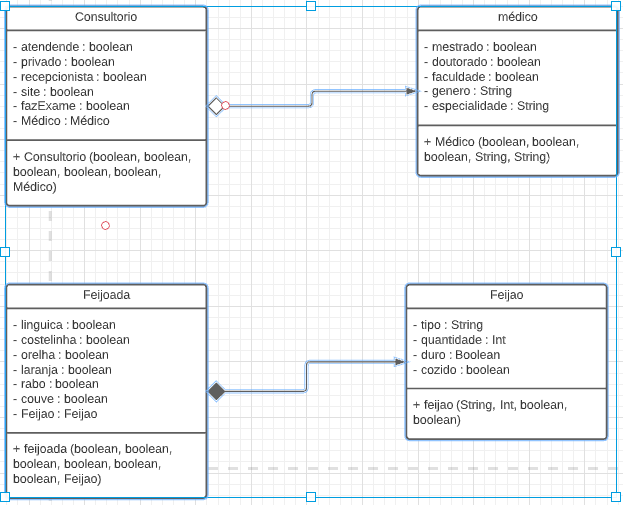 Consultorio
- atendende : boolean
- privado : boolean
- recepcionista : boolean
- site : boolean
- fazExame : boolean
- Médico : Médico
+ Consultorio (boolean, boolean,
boolean, boolean, boolean,
Médico)
médico
- mestrado : boolean
- doutorado : boolean
- faculdade : boolean
- genero : String
- especialidade : String
+ Médico (boolean, boolean,
boolean, String, String)
Feijoada
- linguica : boolean
- costelinha : boolean
- orelha : boolean
- laranja : boolean
- rabo : boolean
- couve : boolean
- Feijao : Feijao
+ feijoada (boolean, boolean,
boolean, boolean, boolean,
boolean, Feijao)
Feijao
- tipo : String
- quantidade : Int
- duro : Boolean
- cozido : boolean
+ feijao (String, Int, boolean,
boolean)